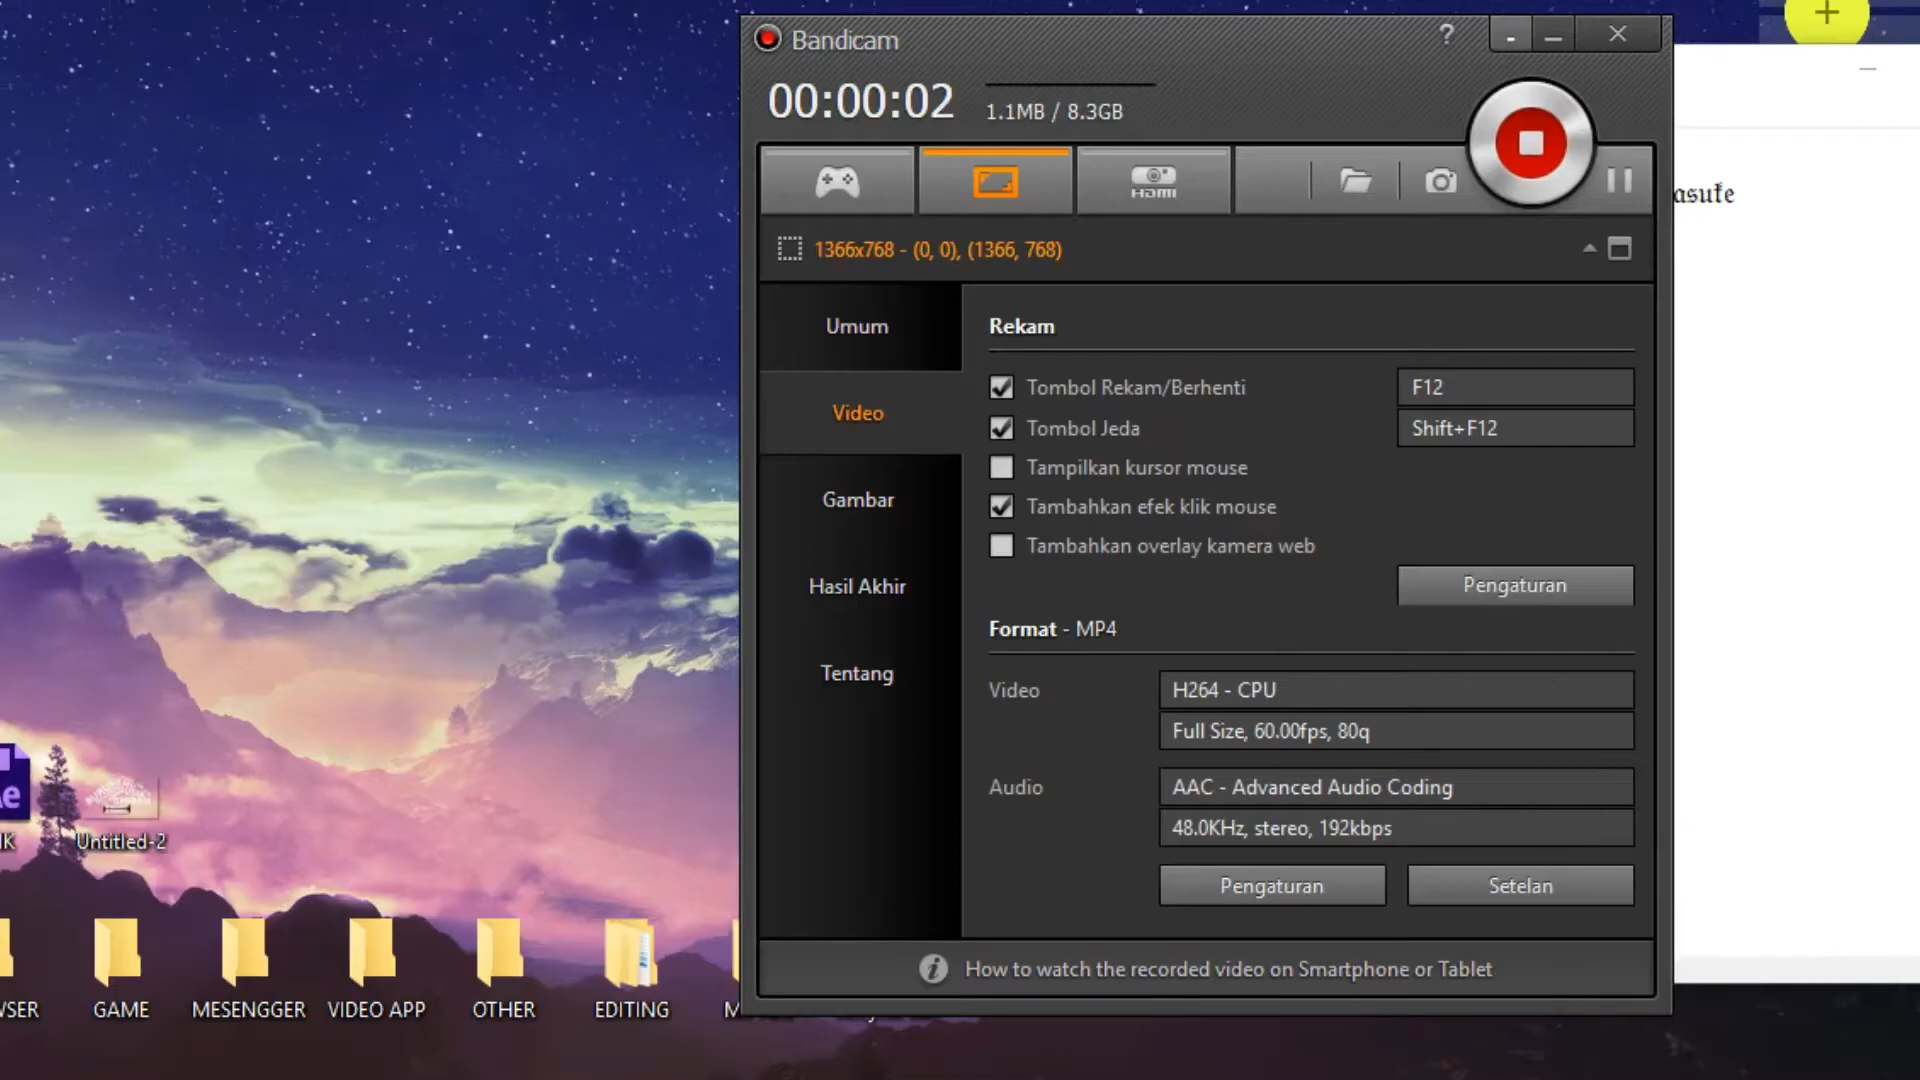 Bandicam
?
00:00:02
1.1MB / 8.3GB
HDMI
asuke
1366x768 - (0, 0), (1366, 768)
Umum
Video
Gambar
Hasil Akhir
Tentang
Rekam
Tombol Rekam/Berhenti
F12
Tombol Jeda
Shift+F12
Tampilkan kursor mouse
Tambahkan efek klik mouse
Tambahkan overlay kamera web
Pengaturan
Format - MP4
Video
H264 - CPU
Full Size, 60.00fps, 80q
Audio
AAC - Advanced Audio Coding
48.0KHz, stereo, 192kbps
Pengaturan
Setelan
How to watch the recorded video on Smartphone or Tablet
Untitled-2
WSER
GAME
MESENGGER
VIDEO APP
OTHER
EDITING